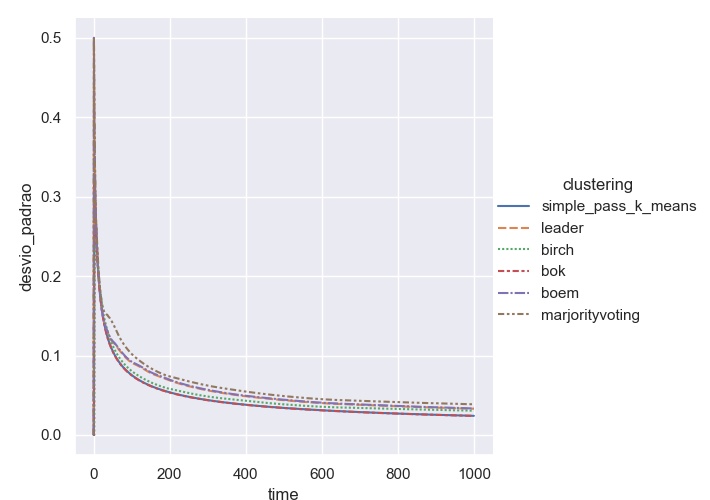 0.5
0.4
0.3
0.2
0.1
0.0
desvio_padrao
0 200 400 600 800 1000
time
clustering
simple_pass_k_means
leader
birch
bok
boem
marjorityvoting